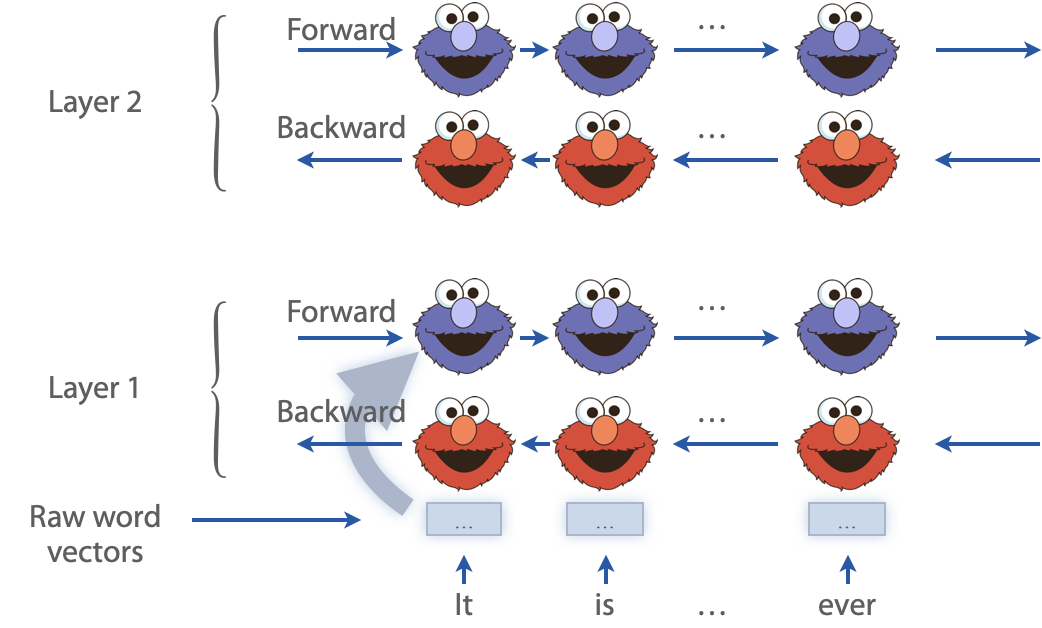 Forward
…
Layer 2
Backward
…
Forward
…
Layer 1
Backward
…
Raw word
vectors
… … …
It is … ever